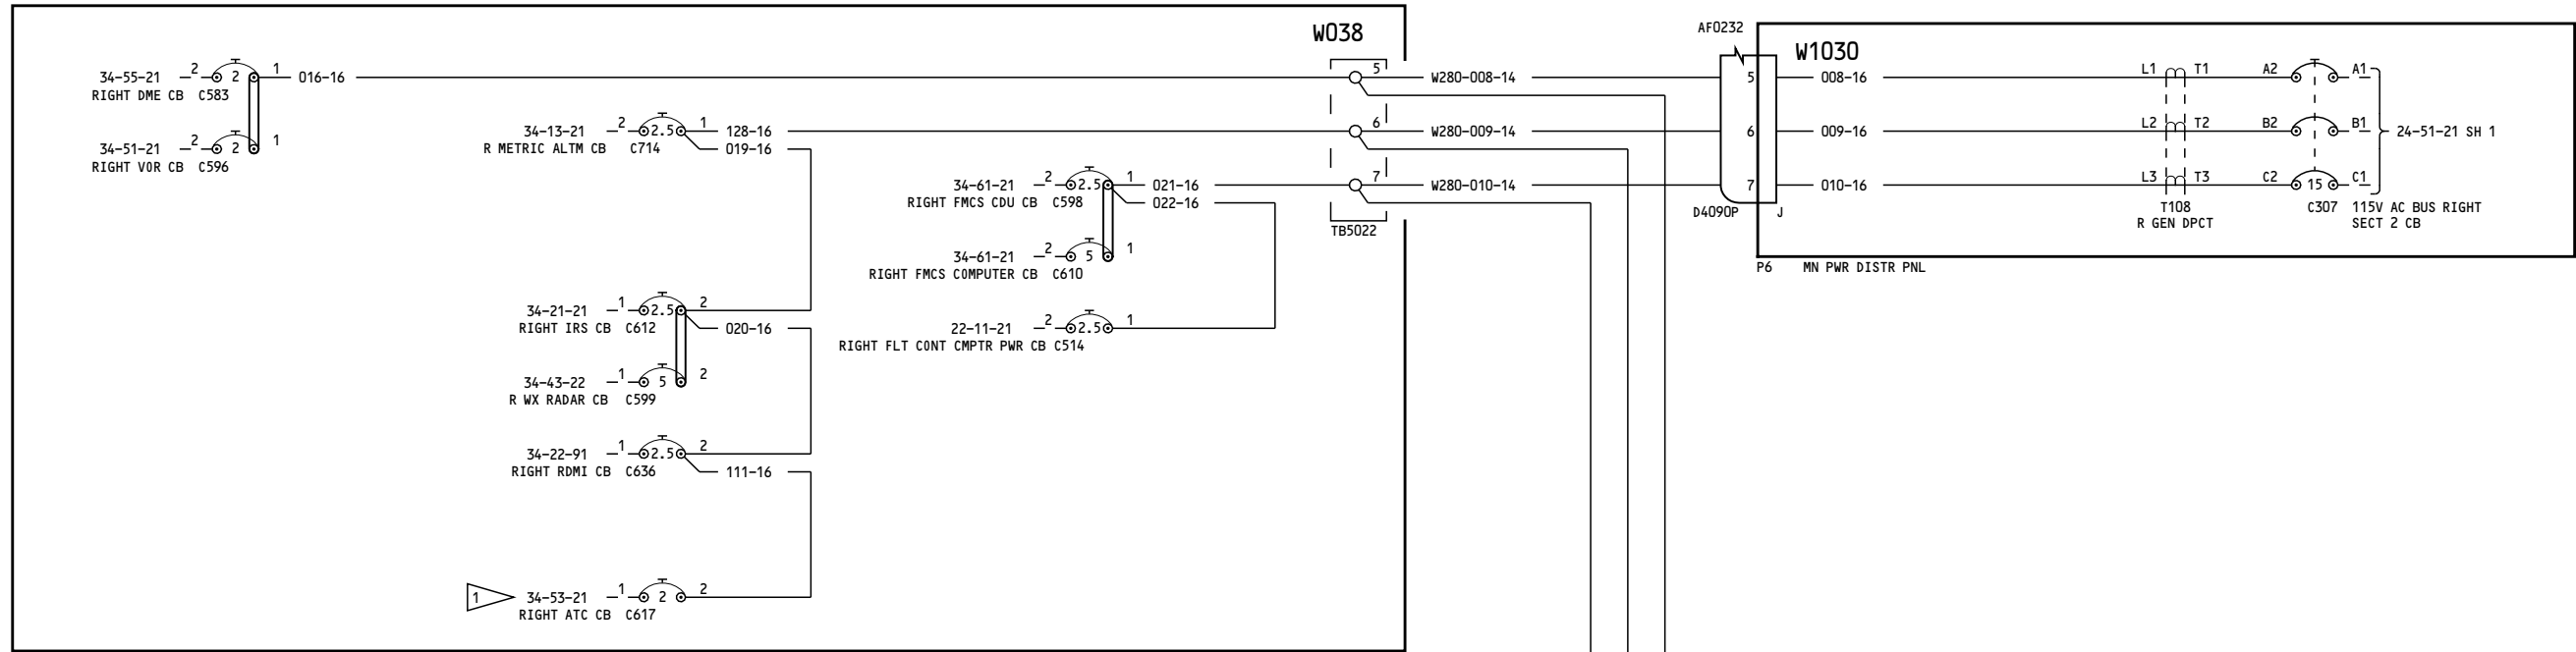 W038
34-55-21 2 2 1 016-16
RIGHT DME CB C583
34-51-21 2 2 1
RIGHT VOR CB C596
34-13-21 2 2.5 1 128-16
R METRIC ALTM CB C714 019-16
34-61-21 2 2.5 1 021-16
RIGHT FMCS CDU CB C598 022-16
34-61-21 2 5 1
RIGHT FMCS COMPUTER CB C610
34-21-21 1 2.5 2
RIGHT IRS CB C612 020-16
22-11-21 2 2.5 1
RIGHT FLT CONT CMPTR PWR CB C514
34-43-22 1 5 2
R WX RADAR CB C599
34-22-91 1 2.5 2
RIGHT RDMI CB C636 111-16
1 34-53-21 1 2 2
RIGHT ATC CB C617
5 W280-008-14
6 W280-009-14
7 W280-010-14
TB5022
AF0232
W1030
5 008-16 L1 T1 A2 A1
6 009-16 L2 T2 B2 B1 24-51-21 SH 1
7 010-16 L3 T3 C2 15 C1
D4090P J T108 C307 115V AC BUS RIGHT
R GEN DPCT SECT 2 CB
P6 MN PWR DISTR PNL